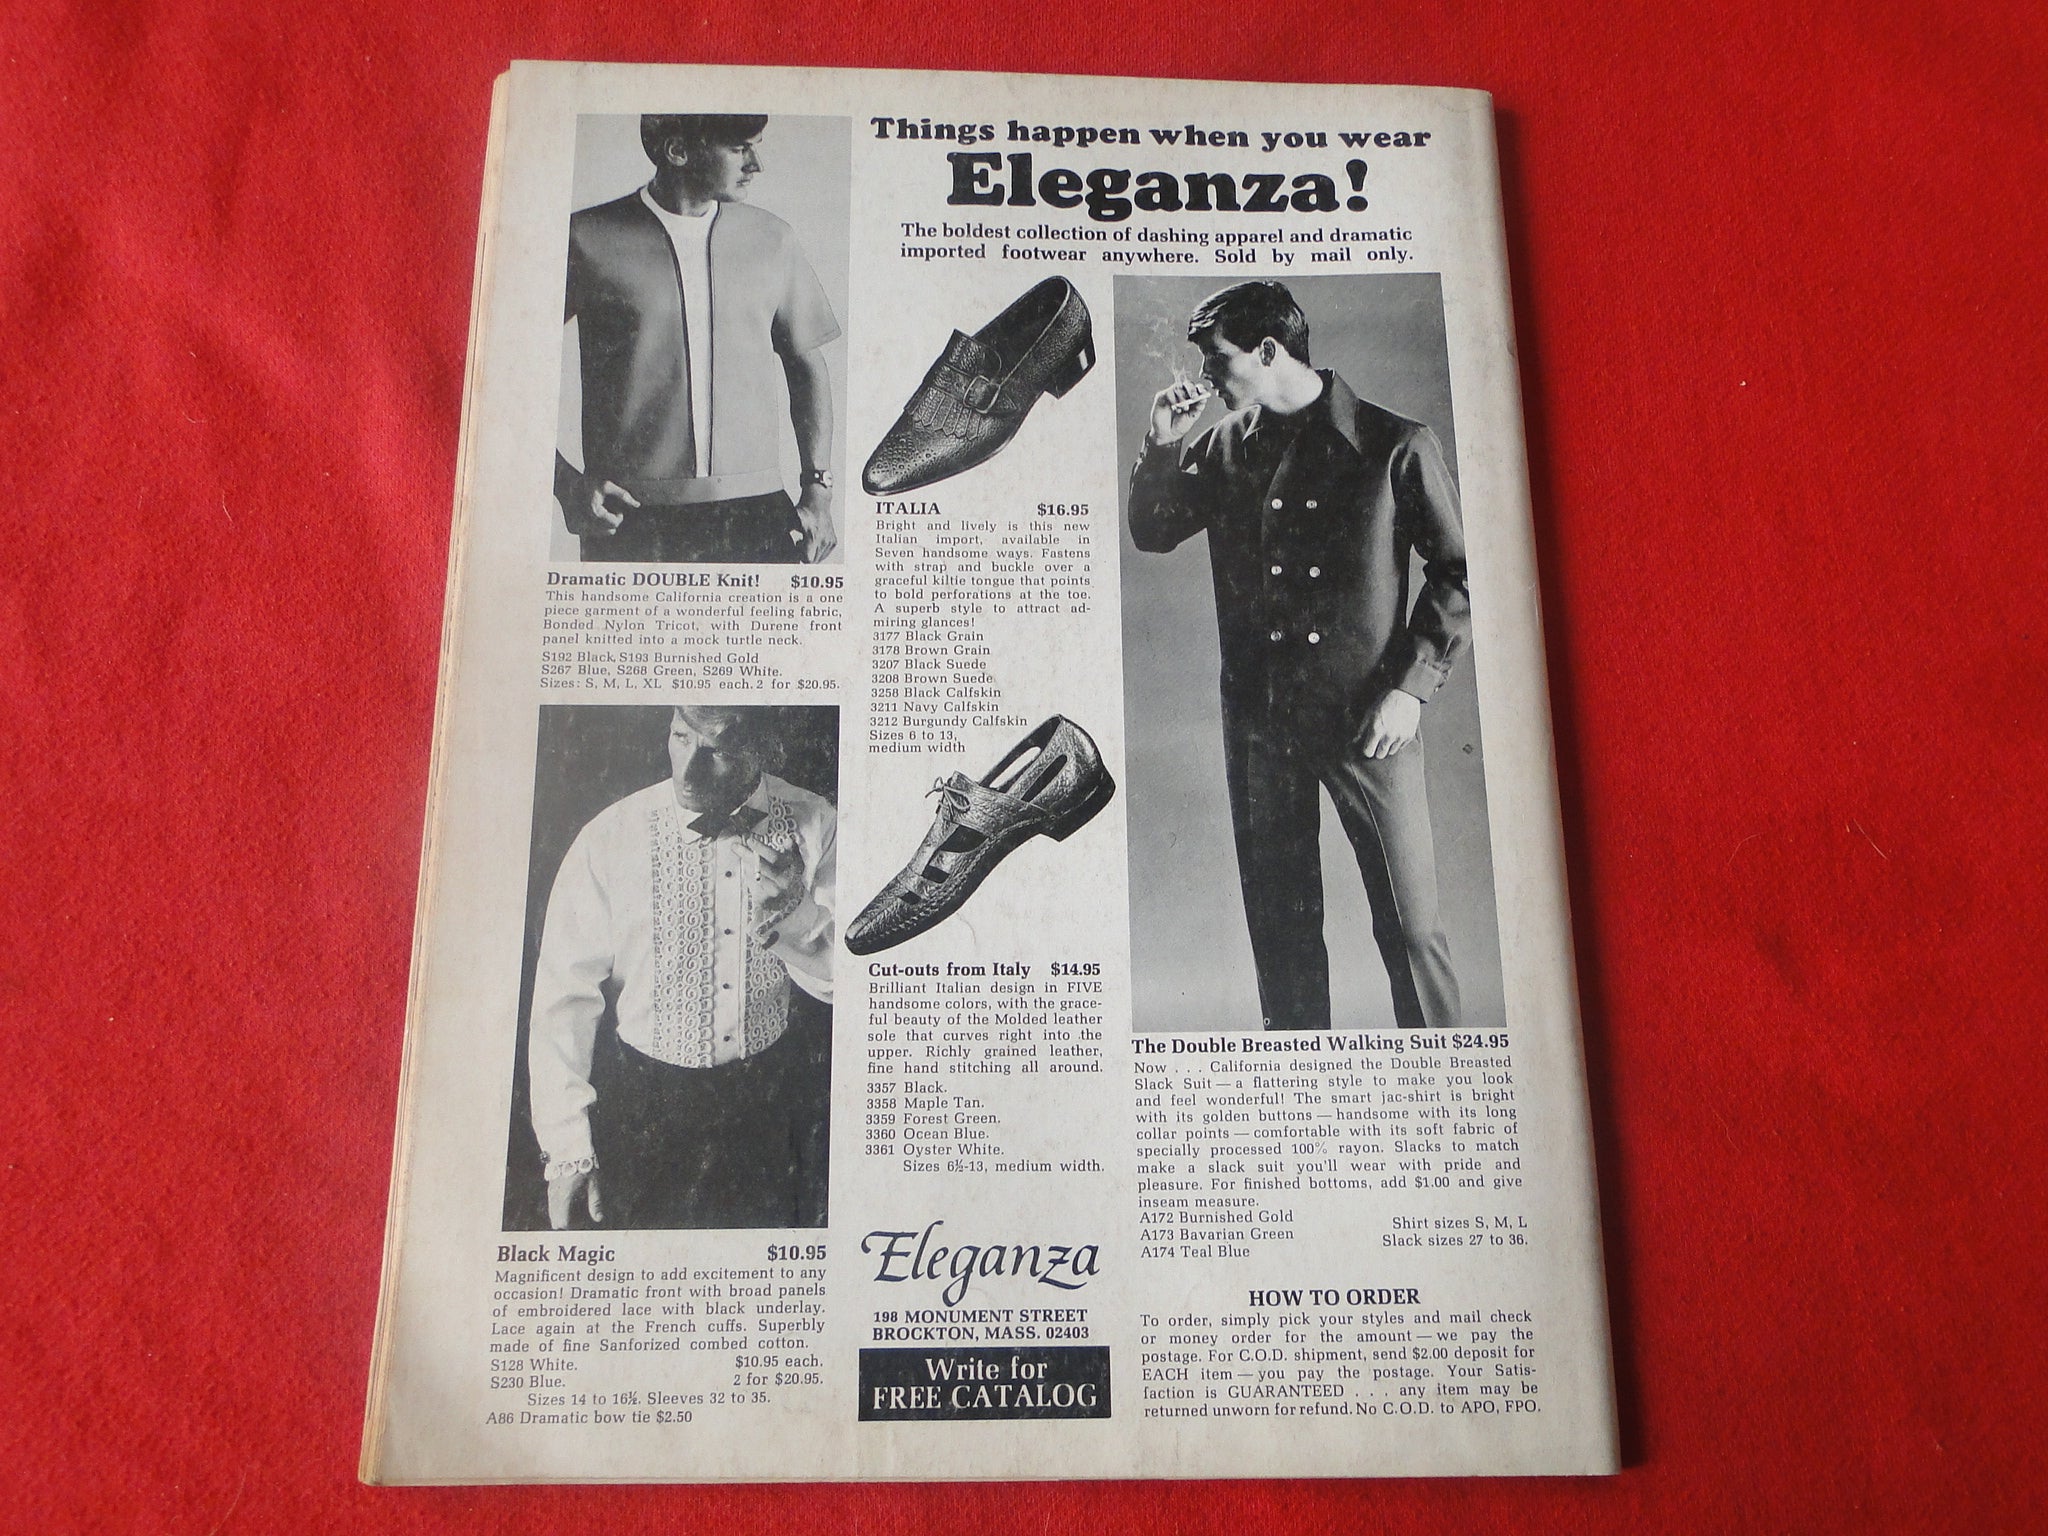 Things happen when you wear
Eleganza!
The boldest collection of dashing apparel and dramatic
imported footwear anywhere. Sold by mail only.
Dramatic DOUBLE Knit! $10.95
This handsome California creation is a one
piece garment of a wonderful feeling fabric,
Bonded Nylon Tricot, with Durene front
panel knitted into a mock turtle neck.
S192 Black, S193 Burnished Gold
S267 Blue, S268 Green, S269 White.
Sizes: S, M, L, XL $10.95 each. 2 for $20.95.
Black Magic $10.95
Magnificent design to add excitement to any
occasion! Dramatic front with broad panels
of embroidered lace with black underlay.
Lace again at the French cuffs. Superbly
made of fine Sanforized combed cotton.
S128 White. $10.95 each.
S230 Blue. 2 for $20.95.
Sizes 14 to 16½. Sleeves 32 to 35.
A86 Dramatic bow tie $2.50
ITALIA $16.95
Bright and lively is this new
Italian import, available in
Seven handsome ways. Fastens
with strap and buckle over a
graceful kiltie tongue that points
to bold perforations at the toe.
A superb style to attract ad-
miring glances!
3177 Black Grain
3178 Brown Grain
3207 Black Suede
3208 Brown Suede
3258 Black Calfskin
3211 Navy Calfskin
3212 Burgundy Calfskin
Sizes 6 to 13,
medium width
Cut-outs from Italy $14.95
Brilliant Italian design in FIVE
handsome colors, with the grace-
ful beauty of the Molded leather
sole that curves right into the
upper. Richly grained leather,
fine hand stitching all around.
3357 Black.
3358 Maple Tan.
3359 Forest Green.
3360 Ocean Blue.
3361 Oyster White.
Sizes 6½-13, medium width.
Eleganza
198 MONUMENT STREET
BROCKTON, MASS. 02403
Write for
FREE CATALOG
The Double Breasted Walking Suit $24.95
Now . . . California designed the Double Breasted
Slack Suit — a flattering style to make you look
and feel wonderful! The smart jac-shirt is bright
with its golden buttons — handsome with its long
collar points — comfortable with its soft fabric of
specially processed 100% rayon. Slacks to match
make a slack suit you'll wear with pride and
pleasure. For finished bottoms, add $1.00 and give
inseam measure.
A172 Burnished Gold
A173 Bavarian Green
A174 Teal Blue
Shirt sizes S, M, L
Slack sizes 27 to 36.
HOW TO ORDER
To order, simply pick your styles and mail check
or money order for the amount — we pay the
postage. For C.O.D. shipment, send $2.00 deposit for
EACH item — you pay the postage. Your Satis-
faction is GUARANTEED . . . any item may be
returned unworn for refund. No C.O.D. to APO, FPO.